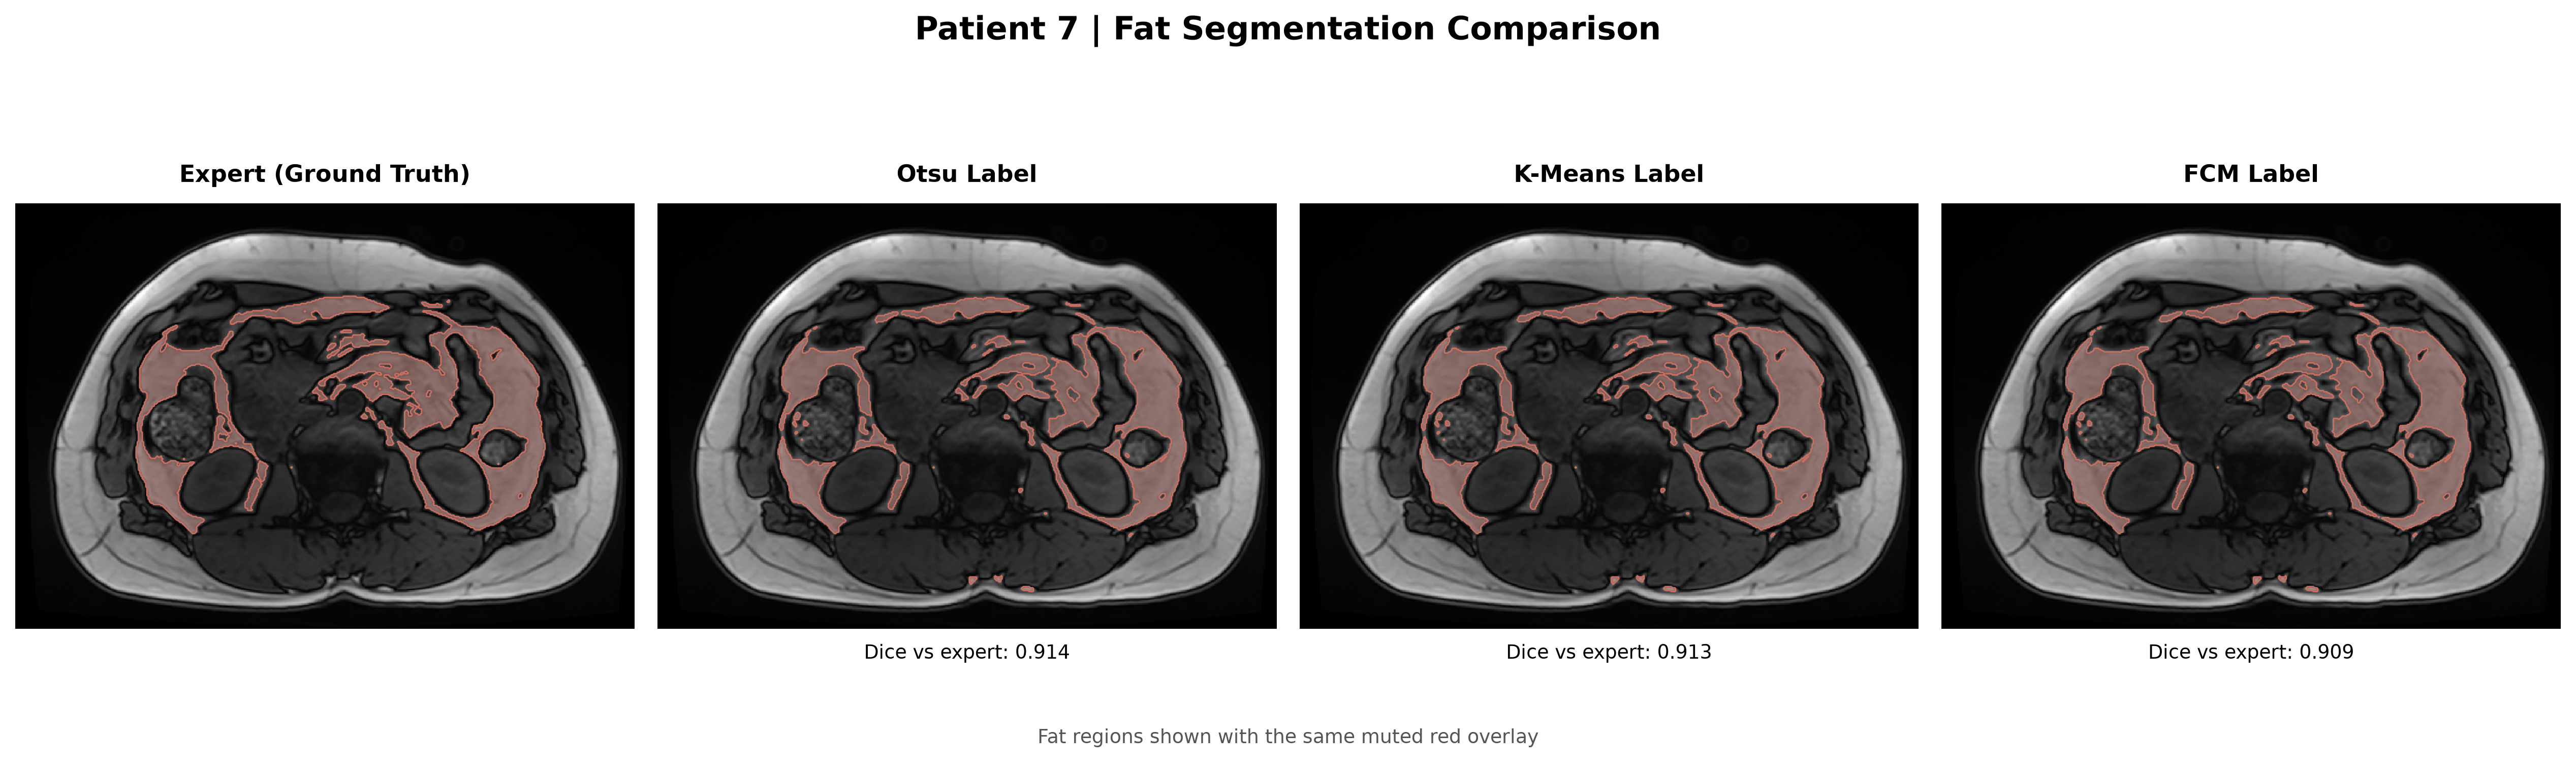 Patient 7 | Fat Segmentation Comparison
Expert (Ground Truth)
Otsu Label
K-Means Label
FCM Label
Dice vs expert: 0.914
Dice vs expert: 0.913
Dice vs expert: 0.909
Fat regions shown with the same muted red overlay